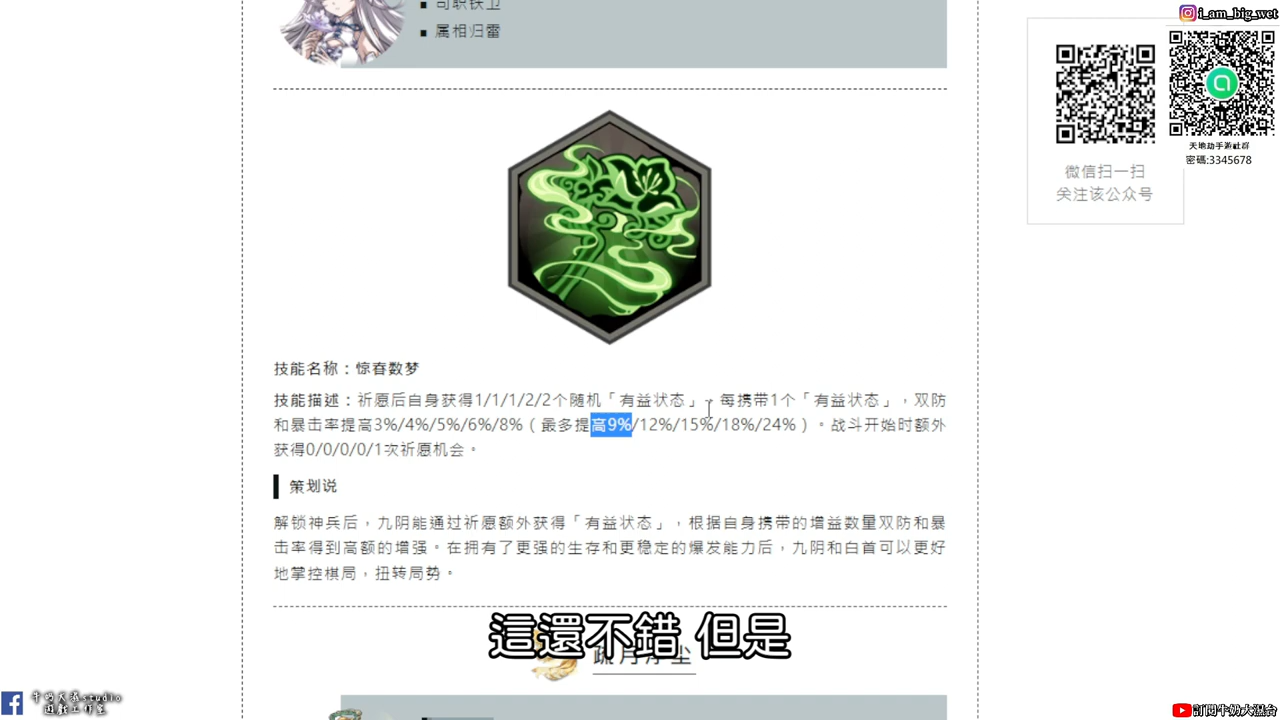 司职铁卫
属相归雷
i_am_big_wet
天地劫手游社群
密碼:3345678
微信扫一扫
关注该公众号
技能名称：惊春数梦
技能描述：祈愿后自身获得1/1/1/2/2个随机「有益状态」，每携带1个「有益状态」，双防
和暴击率提高3%/4%/5%/6%/8%（最多提高9%/12%/15%/18%/24%）。战斗开始时额外
获得0/0/0/0/1次祈愿机会。
策划说
解锁神兵后，九阴能通过祈愿额外获得「有益状态」，根据自身携带的增益数量双防和暴
击率得到高额的增强。在拥有了更强的生存和更稳定的爆发能力后，九阴和白首可以更好
地掌控棋局，扭转局势。
這還不錯 但是
牛奶大濕studio
遊戲工作室
訂閱牛奶大濕台